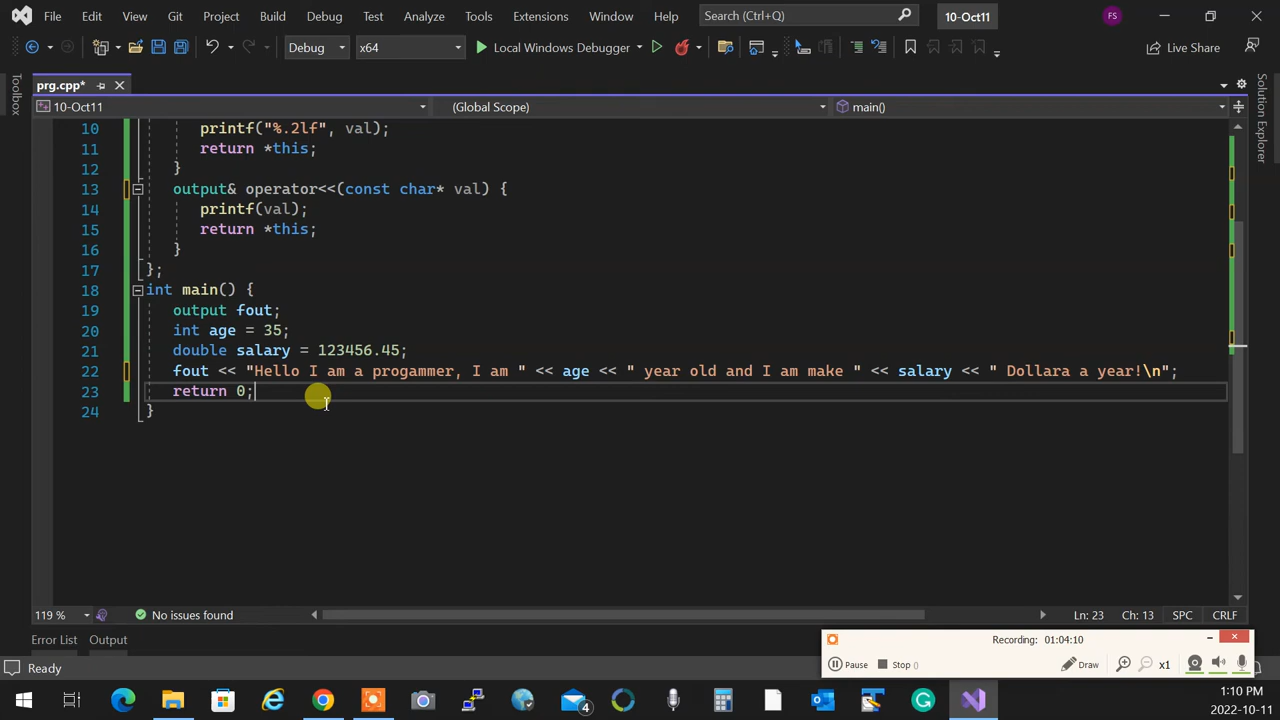 File Edit View Git Project Build Debug Test Analyze Tools Extensions Window Help Search (Ctrl+Q) 10-Oct11 FS
Debug x64 Local Windows Debugger Live Share
Toolbox
prg.cpp*
Solution Explorer
10-Oct11 (Global Scope) main()
10 printf("%.2lf", val);
11 return *this;
12 }
13 output& operator<<(const char* val) {
14 printf(val);
15 return *this;
16 }
17 };
18 int main() {
19 output fout;
20 int age = 35;
21 double salary = 123456.45;
22 fout << "Hello I am a progammer, I am " << age << " year old and I am make " << salary << " Dollara a year!\n";
23 return 0;
24 }
119 % No issues found Ln: 23 Ch: 13 SPC CRLF
Error List Output
Recording: 01:04:10
Ready
Pause Stop () Draw x1
4
1:10 PM
2022-10-11